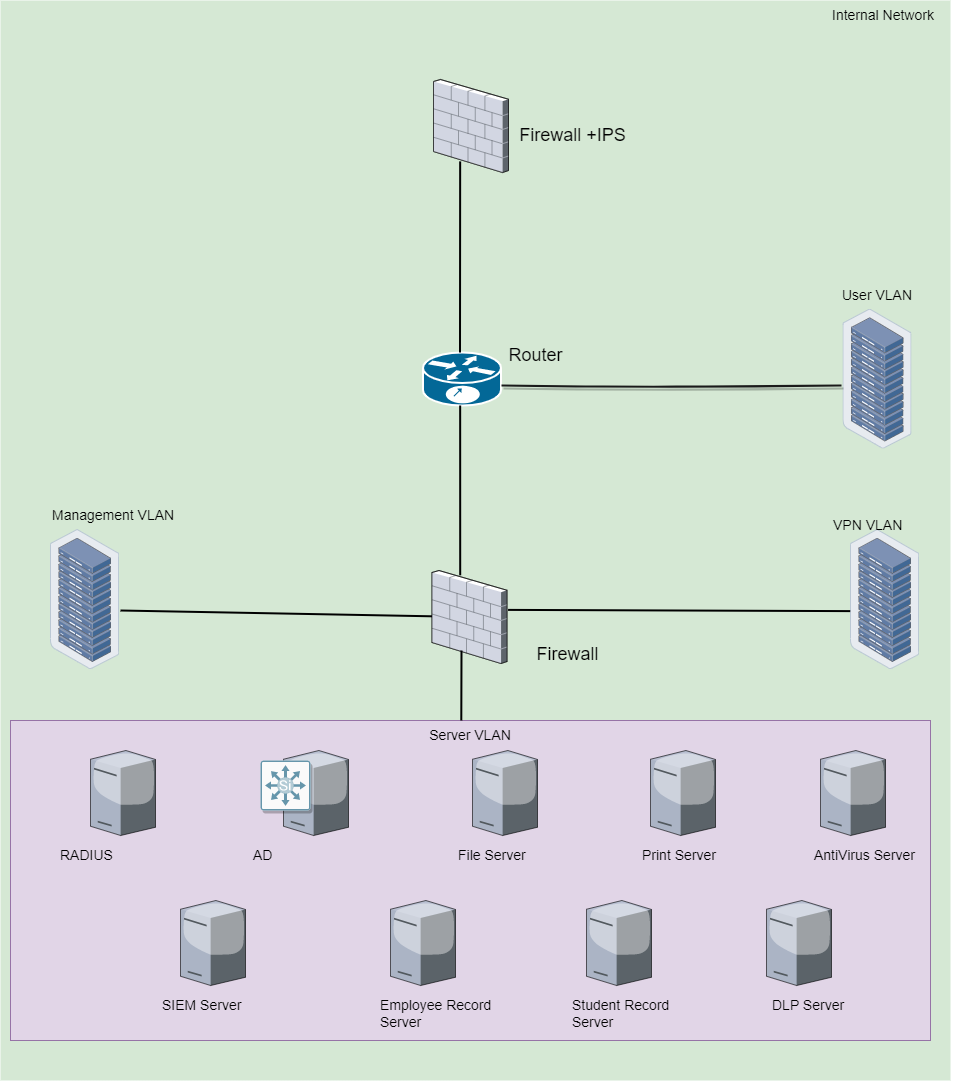 Internal Network
Firewall +IPS
User VLAN
Router
Management VLAN
VPN VLAN
Firewall
Server VLAN
Si
RADIUS
AD
File Server
Print Server
AntiVirus Server
SIEM Server
Employee Record
Server
Student Record
Server
DLP Server